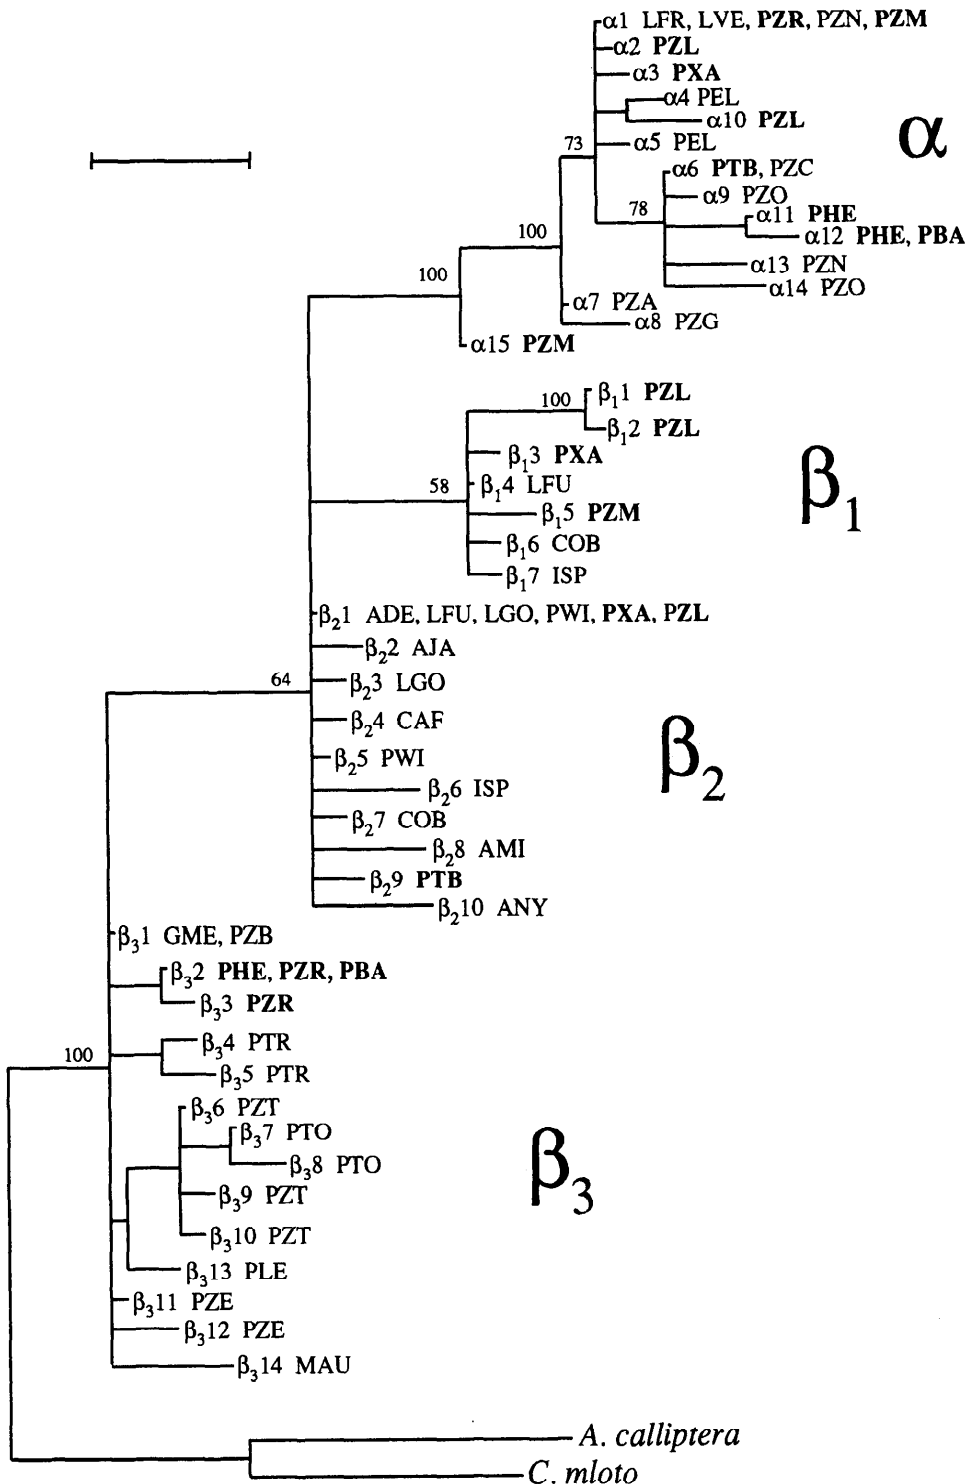 α1 LFR, LVE, PZR, PZN, PZM
α2 PZL
α3 PXA
α4 PEL
α10 PZL
α
α5 PEL
73
α6 PTB, PZC
α9 PZO
78
α11 PHE
α12 PHE, PBA
100
α13 PZN
100
α14 PZO
α7 PZA
α8 PZG
α15 PZM
β₁1 PZL
100
β₁2 PZL
β₁3 PXA
β₁
58
β₁4 LFU
β₁5 PZM
β₁6 COB
β₁7 ISP
β₂1 ADE, LFU, LGO, PWI, PXA, PZL
β₂2 AJA
64
β₂3 LGO
β₂4 CAF
β₂5 PWI
β₂
β₂6 ISP
β₂7 COB
β₂8 AMI
β₂9 PTB
β₂10 ANY
β₃1 GME, PZB
β₃2 PHE, PZR, PBA
β₃3 PZR
β₃4 PTR
100
β₃5 PTR
β₃6 PZT
β₃7 PTO
β₃8 PTO
β₃
β₃9 PZT
β₃10 PZT
β₃13 PLE
β₃11 PZE
β₃12 PZE
β₃14 MAU
A. calliptera
C. mloto